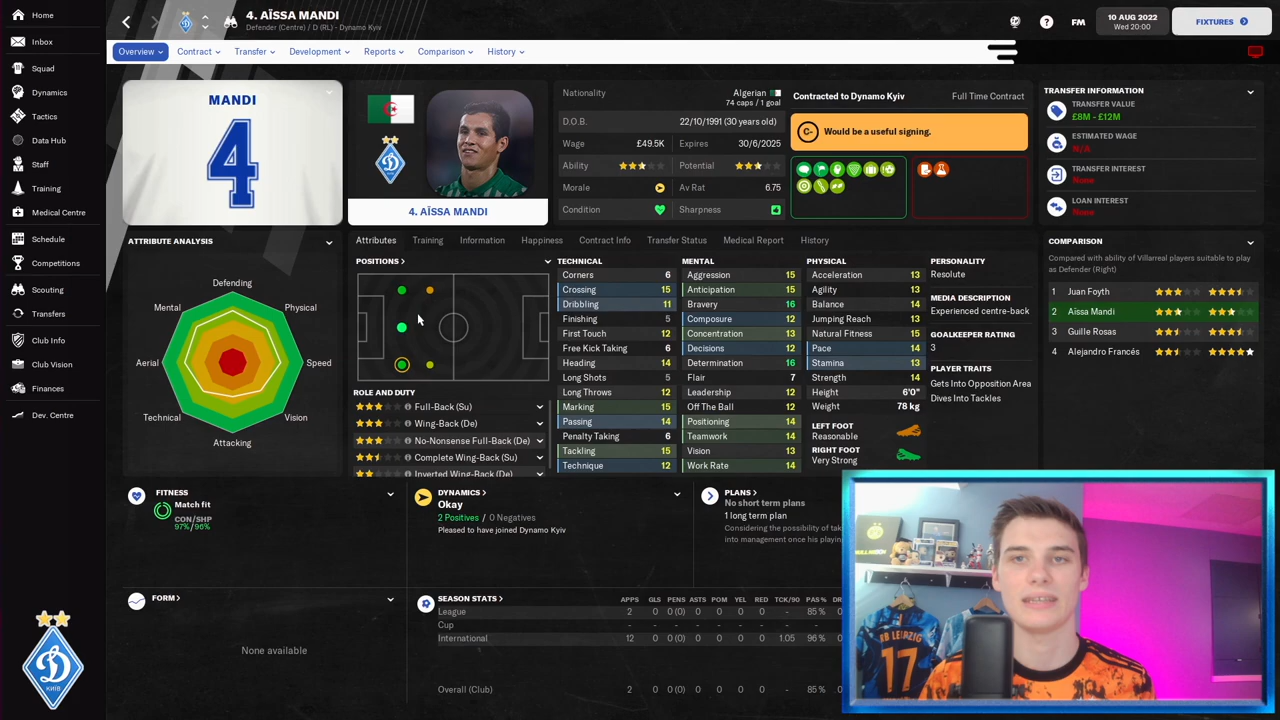 Home
Inbox
Squad
Dynamics
Tactics
Data Hub
Staff
Training
Medical Centre
Schedule
Competitions
Scouting
Transfers
Club Info
Club Vision
Finances
Dev. Centre
КИЇВ
4. AÏSSA MANDI
Defender (Centre) / D (RL) - Dynamo Kyiv
FM
10 AUG 2022
Wed 20:00
FIXTURES
Overview
Contract
Transfer
Development
Reports
Comparison
History
MANDI
4
4. AÏSSA MANDI
Nationality Algerian
74 caps / 1 goal
D.O.B. 22/10/1991 (30 years old)
Wage £49.5K Expires 30/6/2025
Ability Potential
Morale Av Rat 6.75
Condition Sharpness
Contracted to Dynamo Kyiv Full Time Contract
C- Would be a useful signing.
TRANSFER INFORMATION
TRANSFER VALUE
£8M - £12M
ESTIMATED WAGE
N/A
TRANSFER INTEREST
None
LOAN INTEREST
None
ATTRIBUTE ANALYSIS
Defending
Mental Physical
Aerial Speed
Technical Vision
Attacking
Attributes Training Information Happiness Contract Info Transfer Status Medical Report History
POSITIONS
ROLE AND DUTY
Full-Back (Su)
Wing-Back (De)
No-Nonsense Full-Back (De)
Complete Wing-Back (Su)
Inverted Wing-Back (De)
TECHNICAL
Corners 6
Crossing 15
Dribbling 11
Finishing 5
First Touch 12
Free Kick Taking 6
Heading 14
Long Shots 5
Long Throws 12
Marking 15
Passing 14
Penalty Taking 6
Tackling 15
Technique 12
MENTAL
Aggression 15
Anticipation 15
Bravery 16
Composure 12
Concentration 13
Decisions 12
Determination 16
Flair 7
Leadership 12
Off The Ball 12
Positioning 14
Teamwork 14
Vision 13
Work Rate 14
PHYSICAL
Acceleration 13
Agility 13
Balance 14
Jumping Reach 13
Natural Fitness 15
Pace 14
Stamina 13
Strength 14
Height 6'0"
Weight 78 kg
LEFT FOOT
Reasonable
RIGHT FOOT
Very Strong
PERSONALITY
Resolute
MEDIA DESCRIPTION
Experienced centre-back
GOALKEEPER RATING
3
PLAYER TRAITS
Gets Into Opposition Area
Dives Into Tackles
COMPARISON
Compared with ability of Villarreal players suitable to play
as Defender (Right)
1 Juan Foyth
2 Aïssa Mandi
3 Guille Rosas
4 Alejandro Francés
FITNESS
Match fit
CON/SHP
97%/96%
DYNAMICS
Okay
2 Positives / 0 Negatives
Pleased to have joined Dynamo Kyiv
PLANS
No short term plans
1 long term plan
Considering the possibility of tak
into management once his playing
FORM
None available
SEASON STATS APPS GLS PENS ASTS POM YEL RED TCK/90 PAS% DR
League 2 0 0 (0) 0 0 0 0 - 85%
Cup - - - - - - - - -
International 12 0 0 (0) 0 0 0 0 1.05 96%
Overall (Club) 2 0 0 (0) 0 0 0 0 - 85%
RB LEIPZIG
17